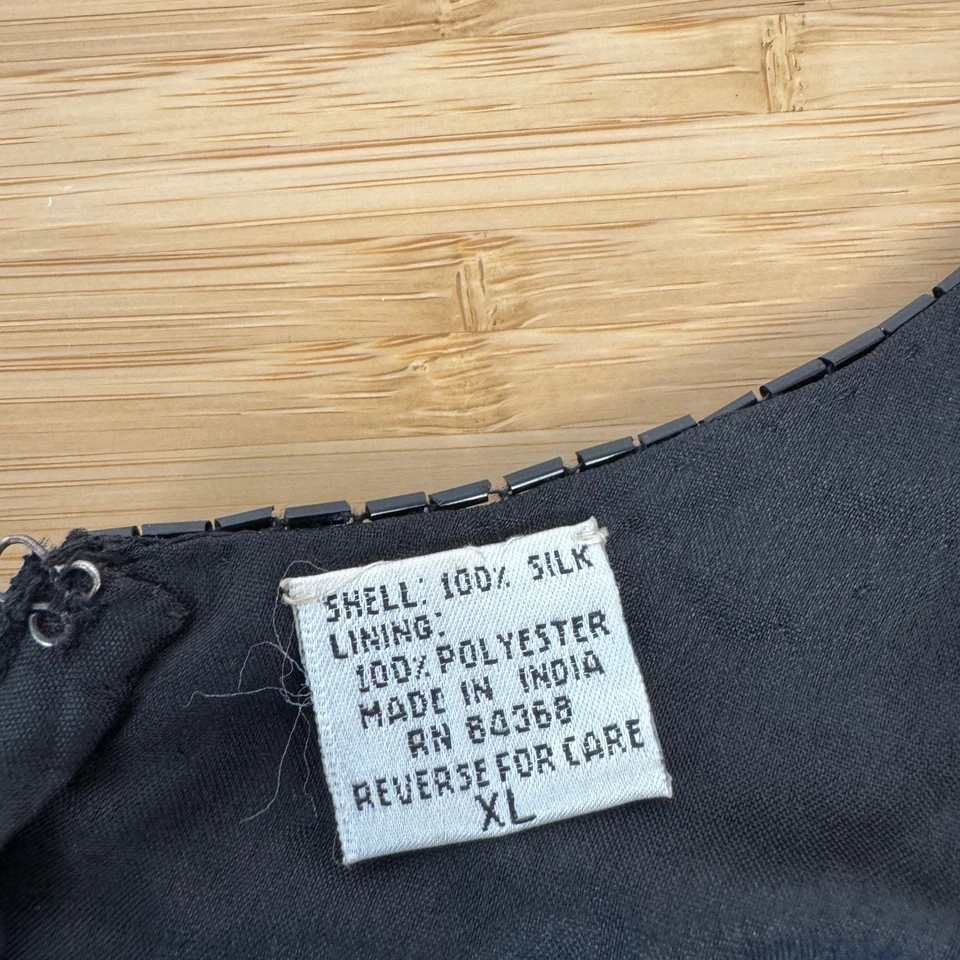 SHELL: 100% SILK
LINING:
100% POLYESTER
MADE IN INDIA
RN 84368
REVERSE FOR CARE
XL